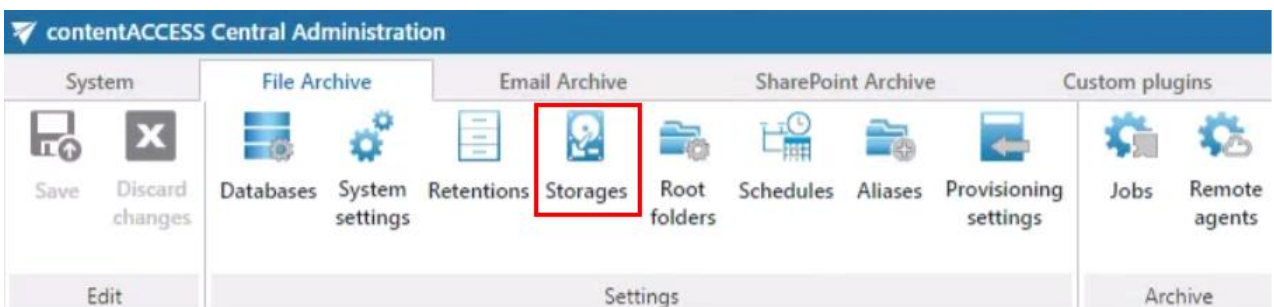 contentACCESS Central Administration
System File Archive Email Archive SharePoint Archive Custom plugins
Save Discard changes Databases System settings Retentions Storages Root folders Schedules Aliases Provisioning settings Jobs Remote agents
Edit Settings Archive